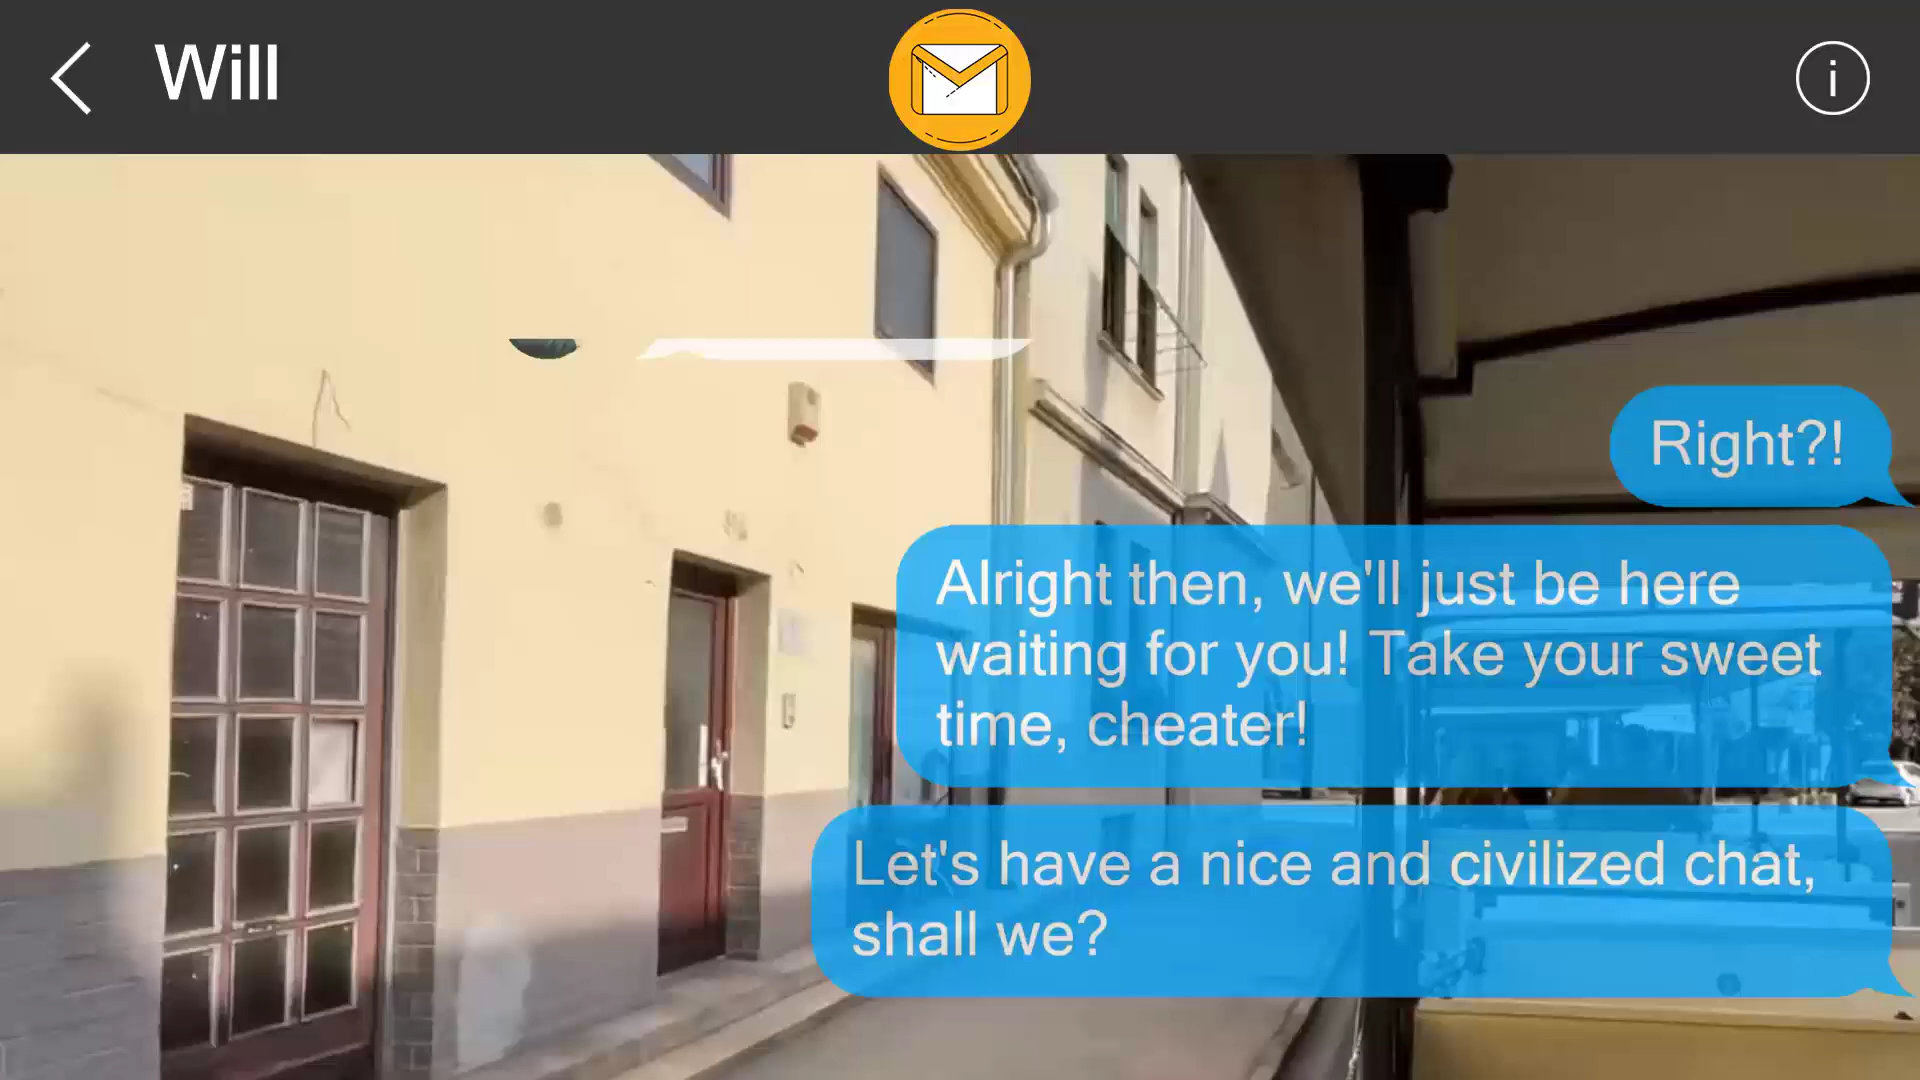 Will
Right?!
Alright then, we'll just be here
waiting for you! Take your sweet
time, cheater!
Let's have a nice and civilized chat,
shall we?